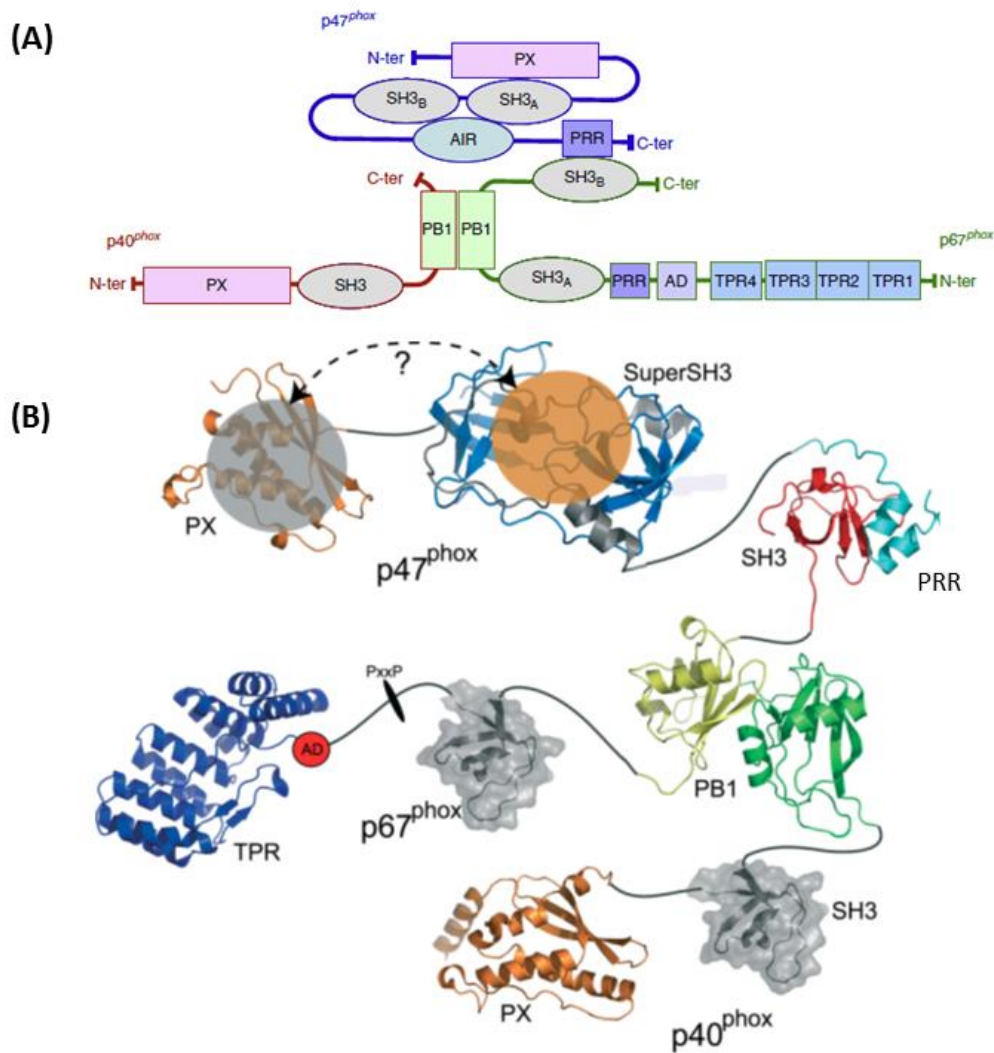 (A)
p47phox
N-ter
PX
SH3B
SH3A
AIR
PRR
C-ter
C-ter
SH3B
C-ter
p40phox
PB1
PB1
p67phox
N-ter
PX
SH3
SH3A
PRR
AD
TPR4
TPR3
TPR2
TPR1
N-ter
(B)
?
SuperSH3
PX
p47phox
SH3
PRR
PxxP
AD
TPR
p67phox
PB1
SH3
PX
p40phox